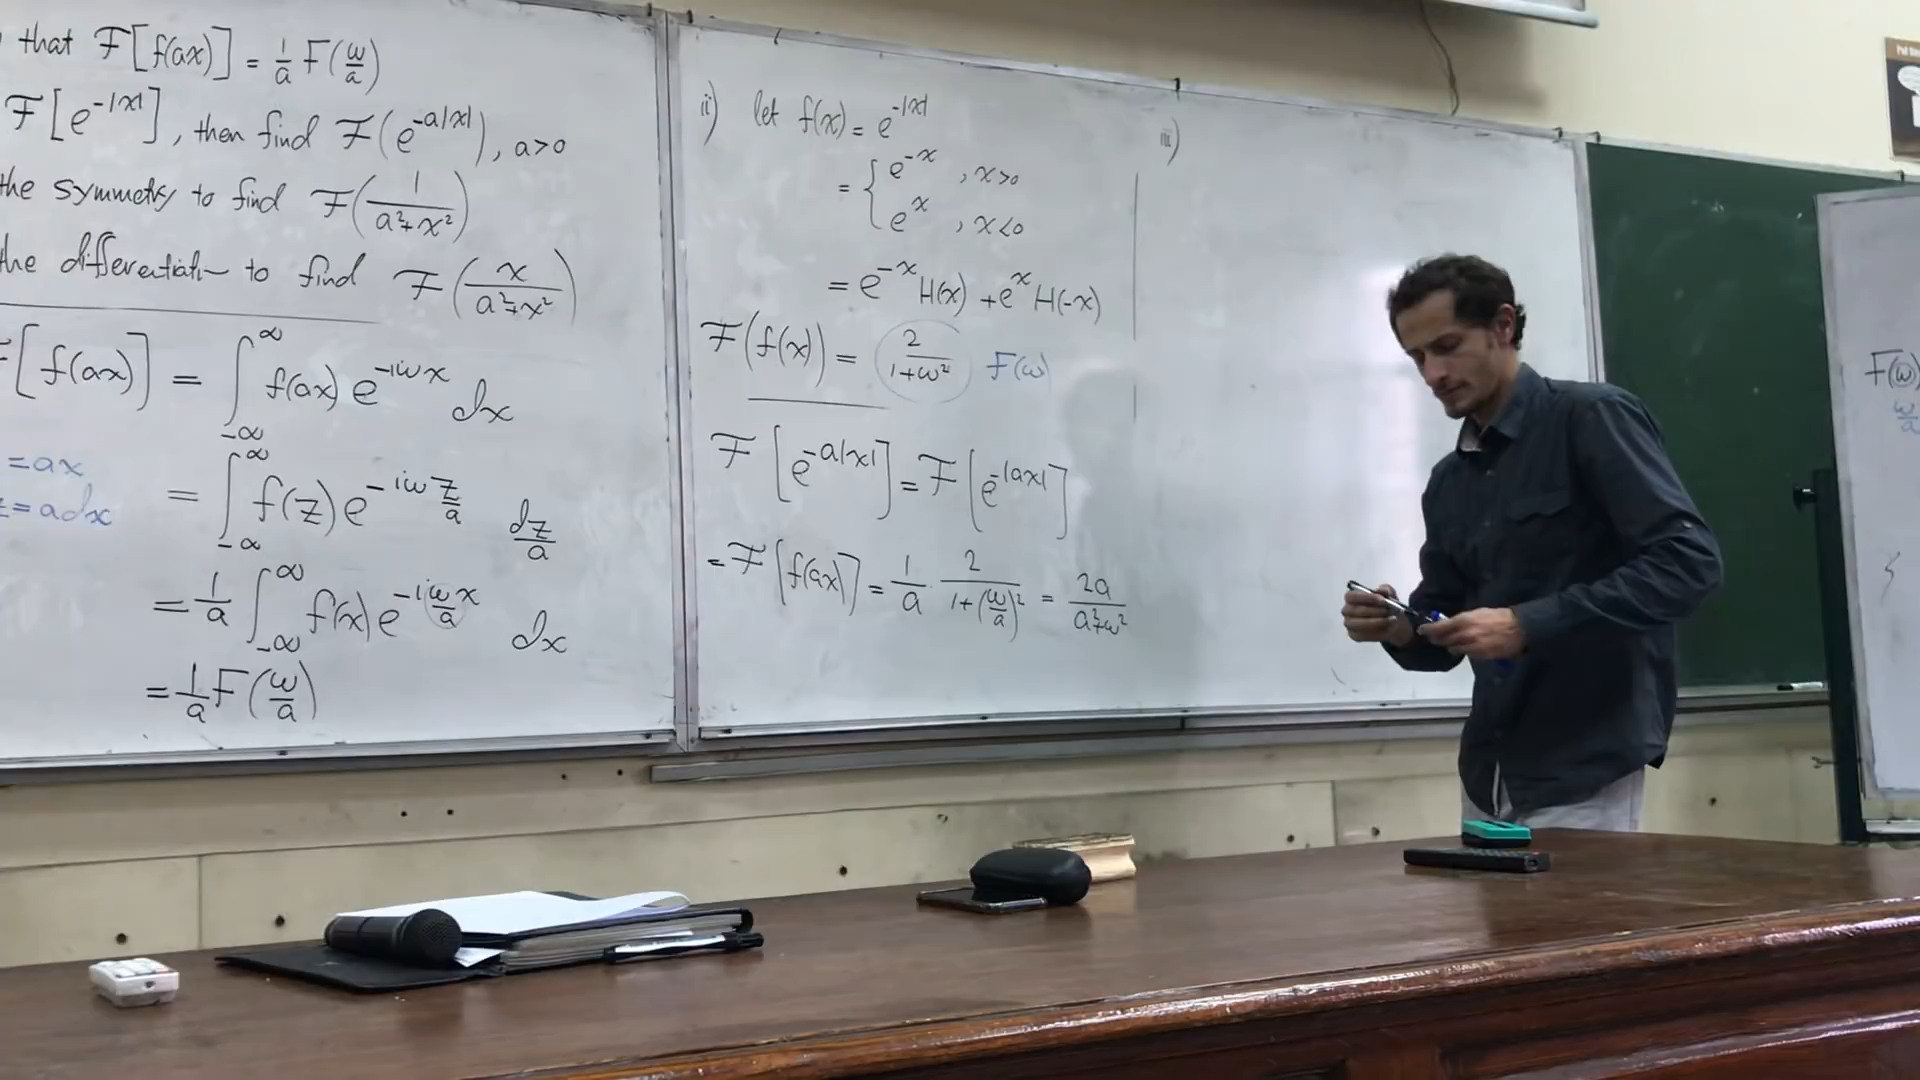 that F[f(ax)] = 1/a F(ω/a)
F[e^{-|x|}], then find F(e^{-a|x|}), a>0
the symmetry to find F(1/(a²+x²))
the differentiation to find F(x/(a²+x²))
[f(ax)] = ∫_{-∞}^{∞} f(ax) e^{-iωx} dx
=ax
= ∫_{-∞}^{∞} f(z) e^{-iω z/a} dz/a
z=adx
= 1/a ∫_{-∞}^{∞} f(x) e^{-i ω/a x} dx
= 1/a F(ω/a)
ii) let f(x) = e^{-|x|}
= { e^{-x} , x>0
e^{x} , x<0
= e^{-x} H(x) + e^{x} H(-x)
F(f(x)) = 2/(1+ω²) F(ω)
F[e^{-a|x|}] = F[e^{-|ax|}]
= F[f(ax)] = 1/a · 2/(1+(ω/a)²) = 2a/(a²+ω²)
iii)
F(ω)
ω/a